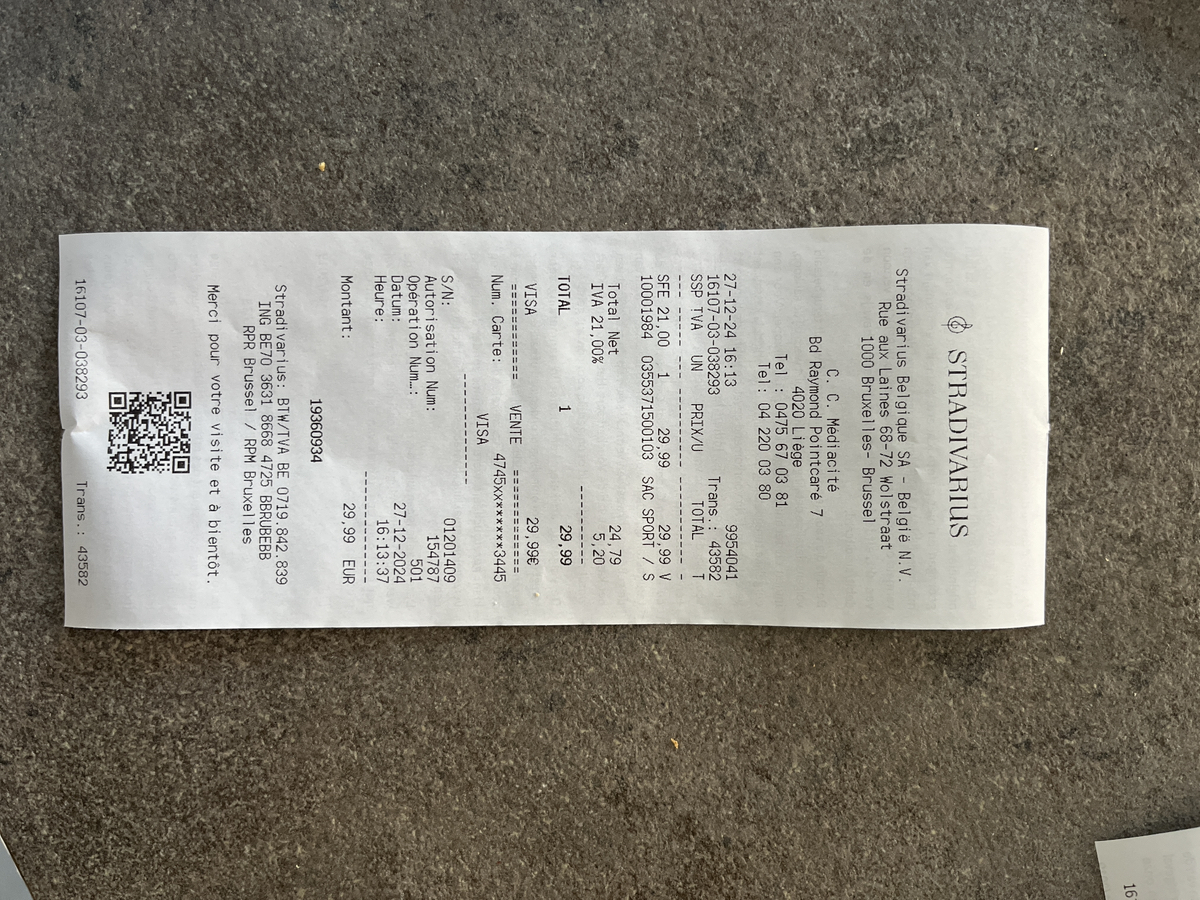 STRADIVARIUS
Stradivarius Belgique SA - België N.V.
Rue aux Laines 68-72 Wolstraat
1000 Bruxelles- Brussel
C. C. Médiacité
Bd Raymond Pointcaré 7
4020 Liège
Tel : 0475 67 03 81
Tel: 04 220 03 80
27-12-24 16:13 9954041
16107-03-038293 Trans.: 43582
SSP TVA UN PRIX/U TOTAL T
--- ---- --- ---------- ---------- -
SFE 21,00 1 29,99 29,99 V
10001984 0355371500103 SAC SPORT / S
Total Net 24,79
IVA 21,00% 5,20
----------
TOTAL 1 29,99
VISA 29,99€
============ VENTE ============
Num. Carte: 4745xx******3445
VISA
--------------
S/N: 01201409
Autorisation Num: 154787
Opération Num..: 501
Datum: 27-12-2024
Heure: 16:13:37
--------------
Montant: 29,99 EUR
19360934
Stradivarius: BTW/TVA BE 0719.842.839
ING BE70 3631 8668 4725 BBRUBEBB
RPR Brussel / RPM Bruxelles
Merci pour votre visite et à bientôt.
16107-03-038293 Trans.: 43582